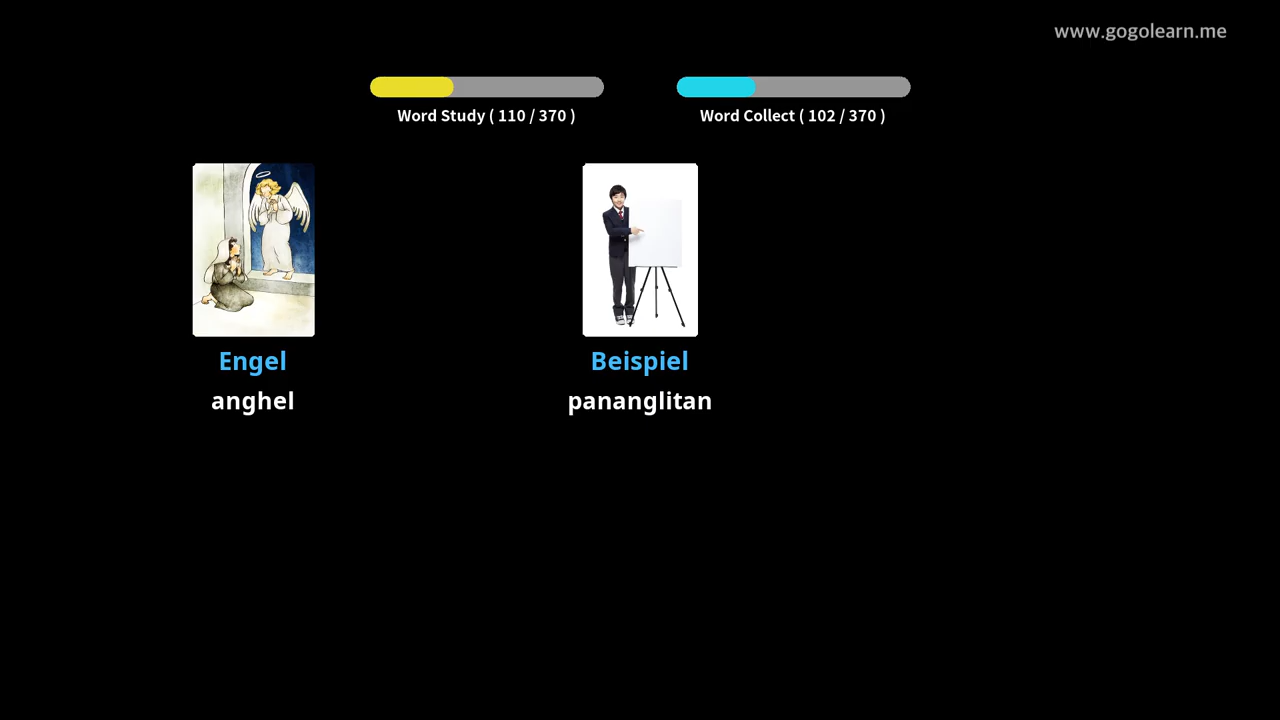 www.gogolearn.me
Word Study ( 110 / 370 )
Word Collect ( 102 / 370 )
Engel
anghel
Beispiel
pananglitan